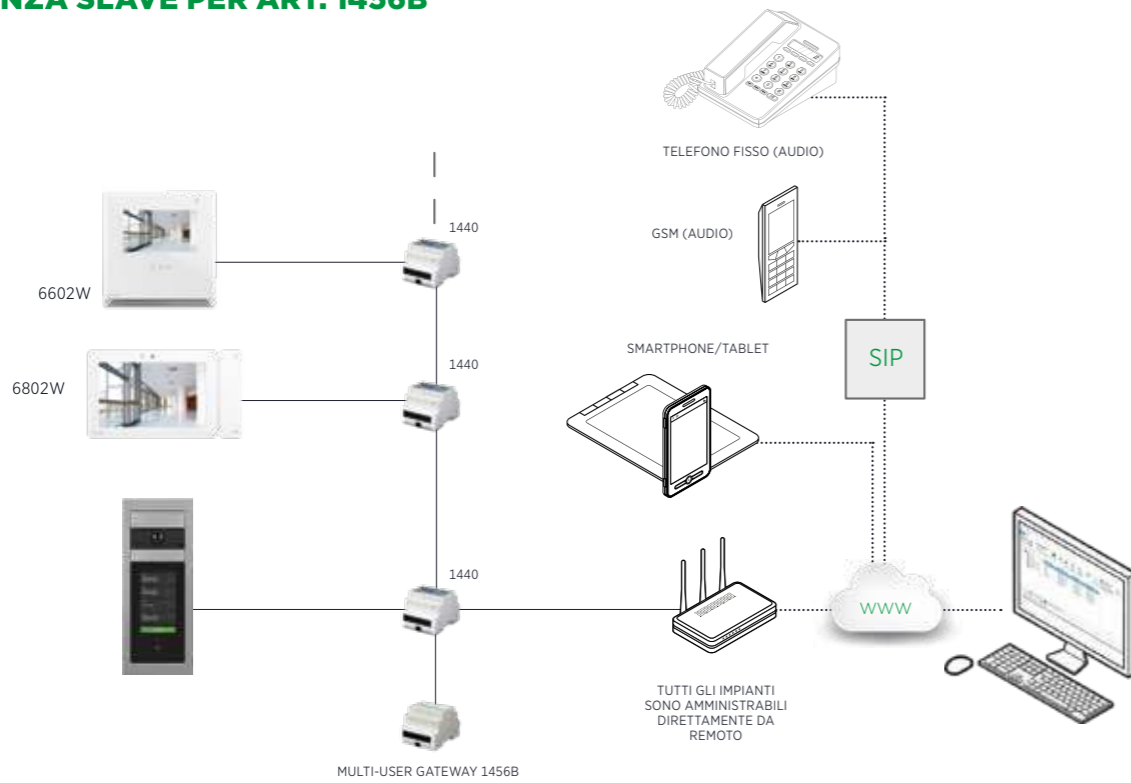 NZA SLAVE PER ART. 1456B
TELEFONO FISSO (AUDIO)
1440
GSM (AUDIO)
6602W
SMARTPHONE/TABLET
SIP
1440
6802W
1440
WWW
TUTTI GLI IMPIANTI
SONO AMMINISTRABILI
DIRETTAMENTE DA
REMOTO
MULTI-USER GATEWAY 1456B